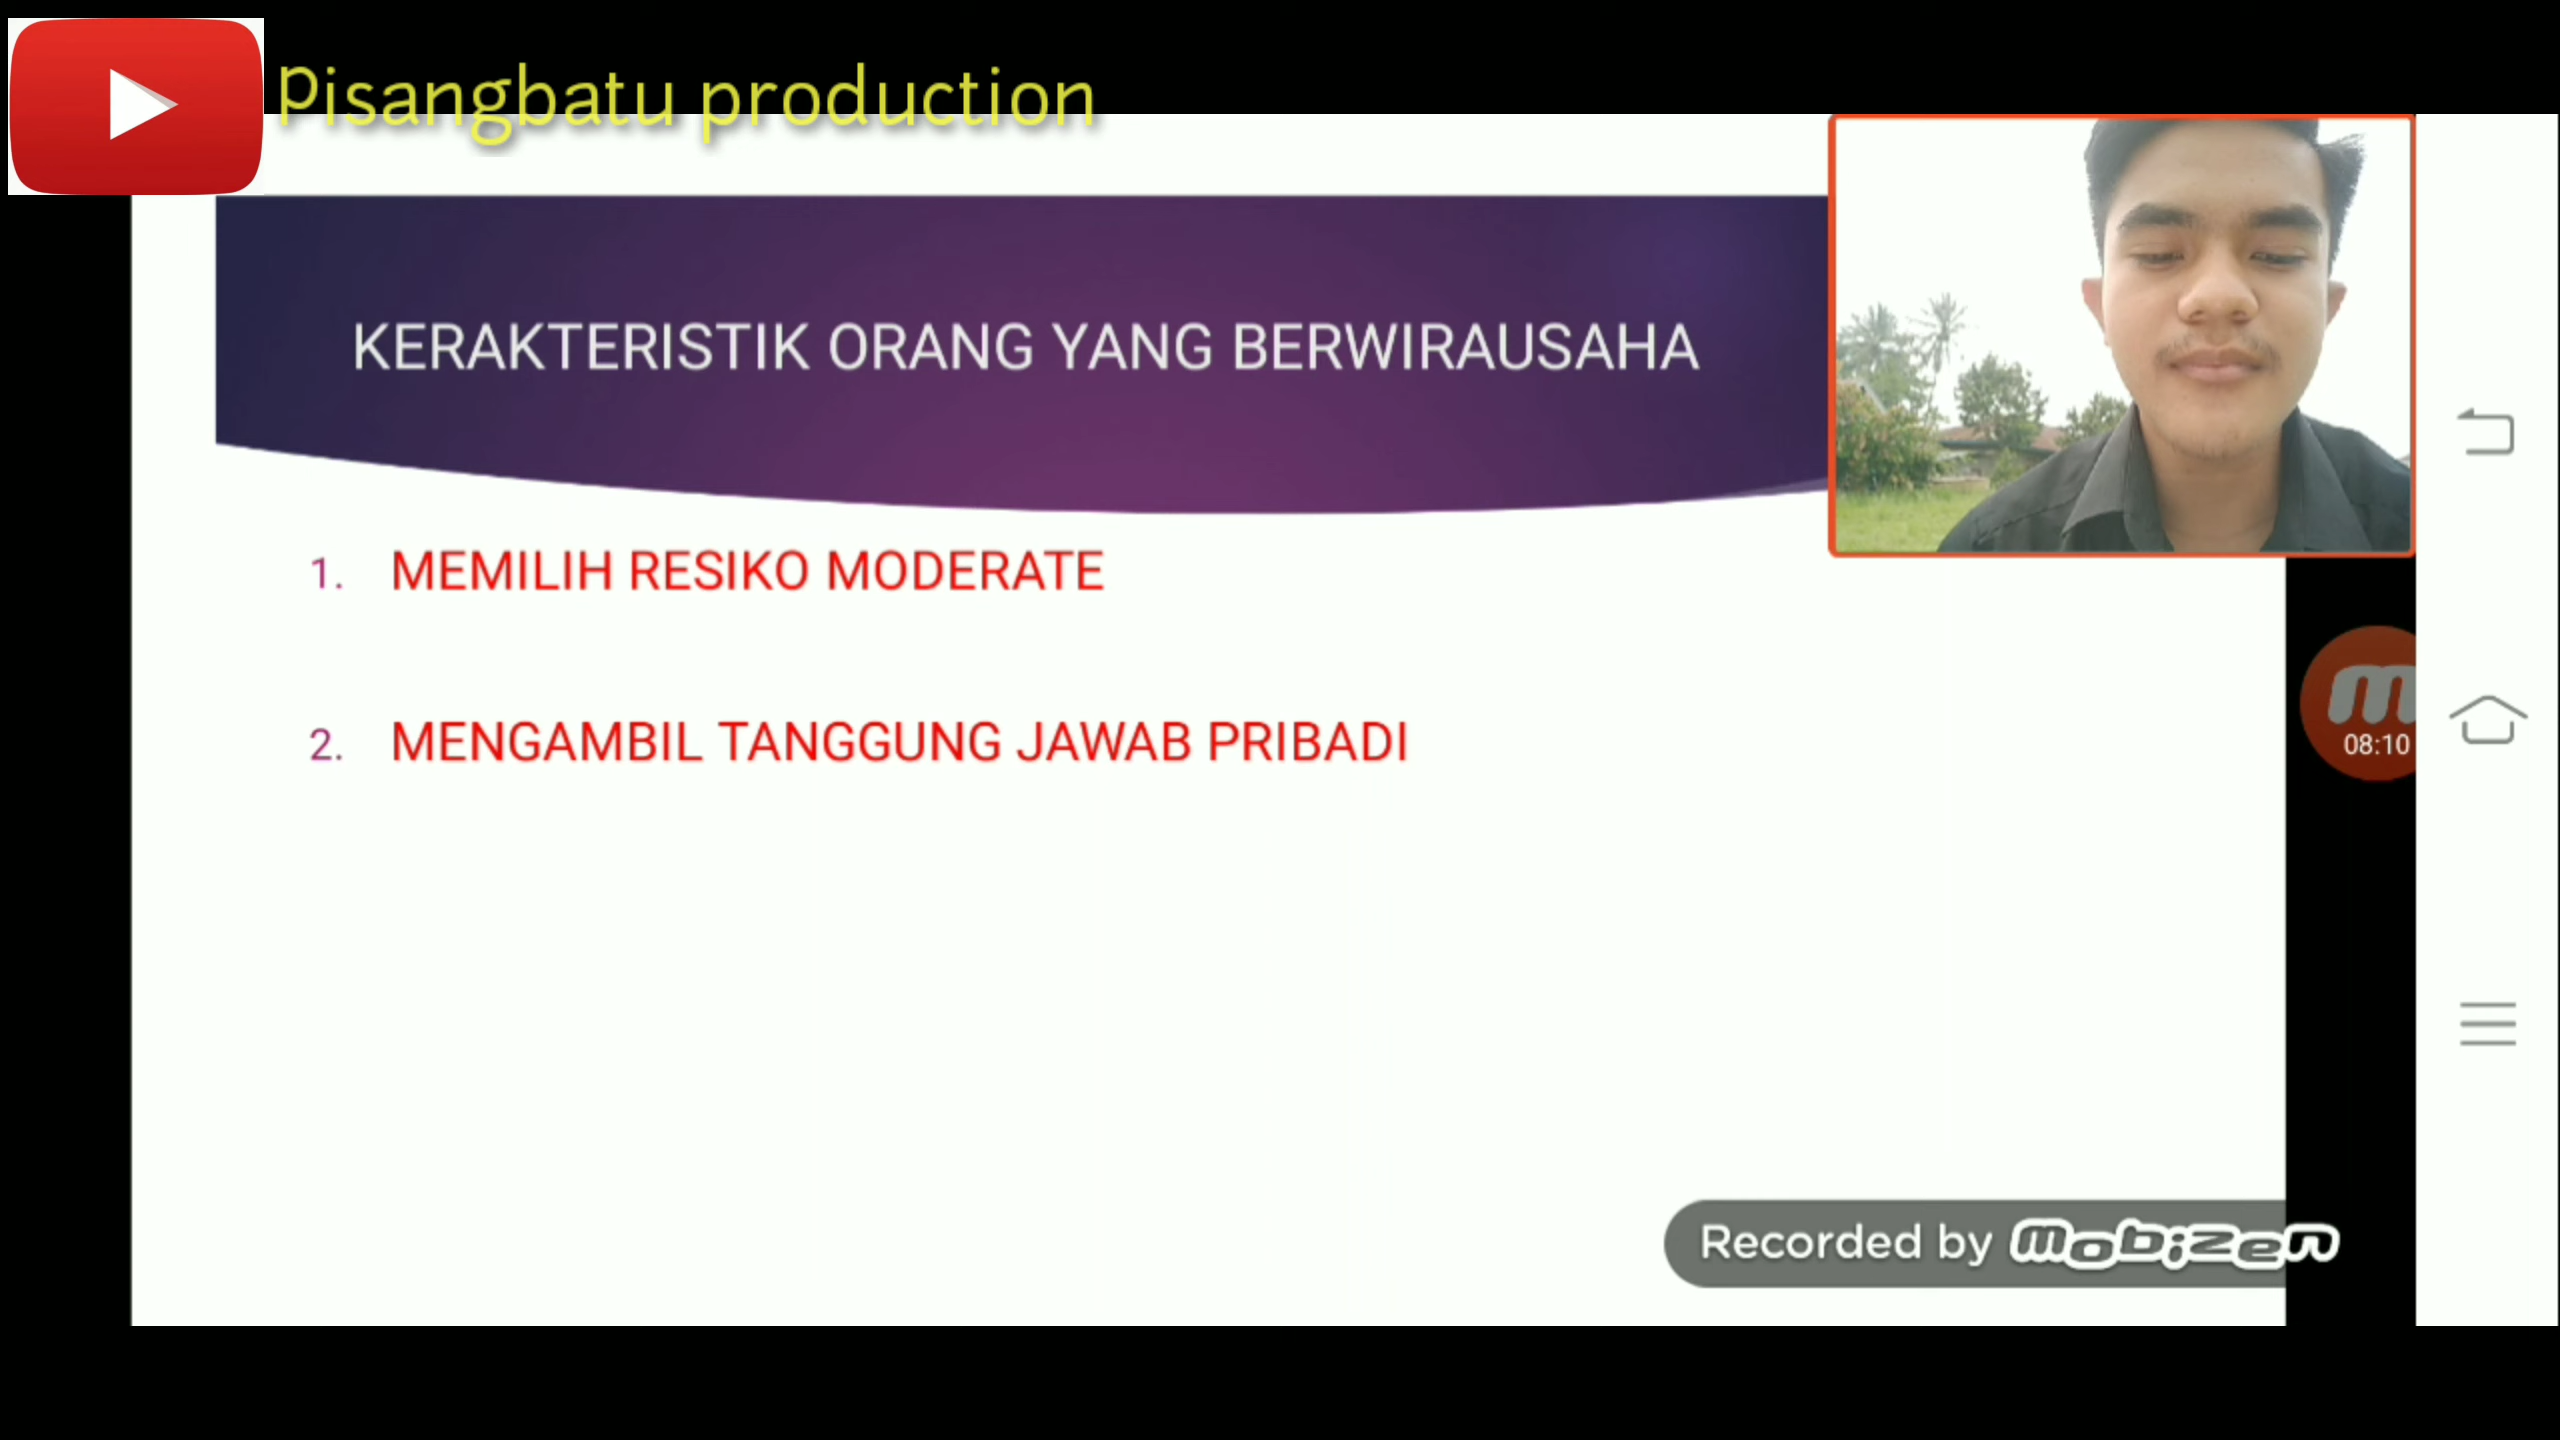 Pisangbatu production
KERAKTERISTIK ORANG YANG BERWIRAUSAHA
1. MEMILIH RESIKO MODERATE
2. MENGAMBIL TANGGUNG JAWAB PRIBADI
m
08:10
Recorded by mobizen